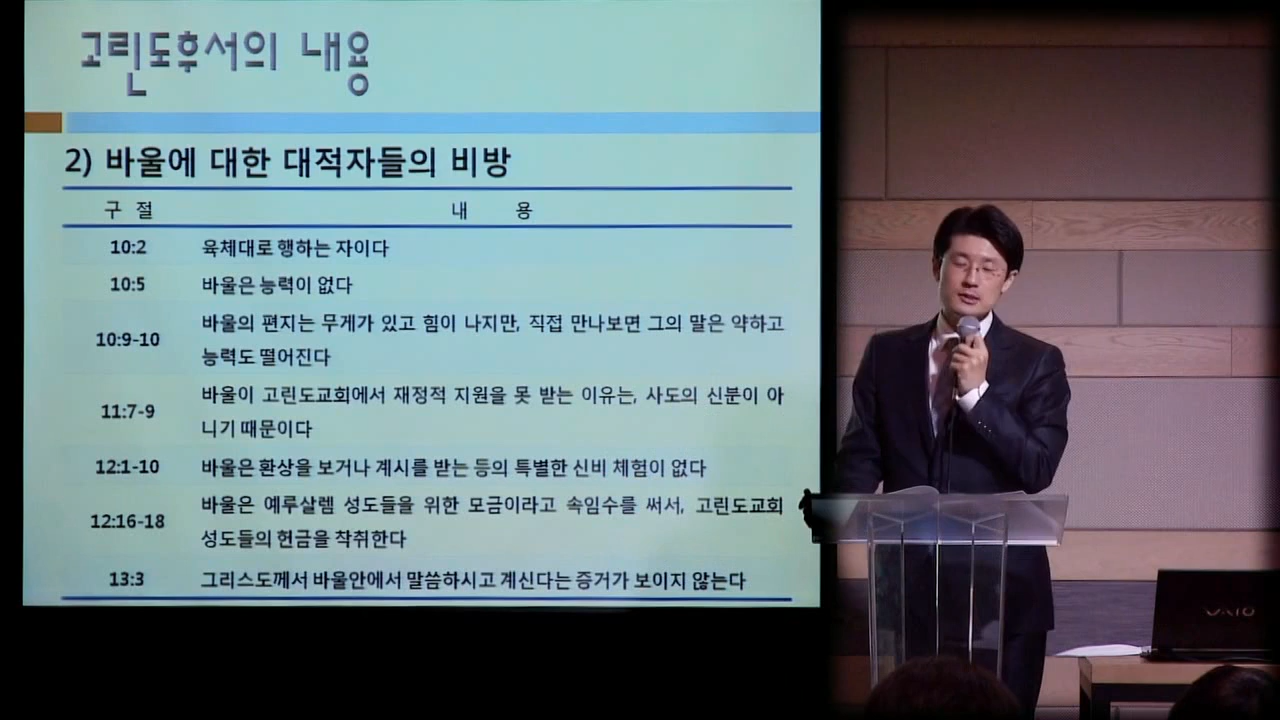 고린도후서의 내용
2) 바울에 대한 대적자들의 비방
구 절 내 용
10:2 육체대로 행하는 자이다
10:5 바울은 능력이 없다
10:9-10 바울의 편지는 무게가 있고 힘이 나지만, 직접 만나보면 그의 말은 약하고
능력도 떨어진다
11:7-9 바울이 고린도교회에서 재정적 지원을 못 받는 이유는, 사도의 신분이 아
니기 때문이다
12:1-10 바울은 환상을 보거나 계시를 받는 등의 특별한 신비 체험이 없다
12:16-18 바울은 예루살렘 성도들을 위한 모금이라고 속임수를 써서, 고린도교회
성도들의 헌금을 착취한다
13:3 그리스도께서 바울안에서 말씀하시고 계신다는 증거가 보이지 않는다
VAIO